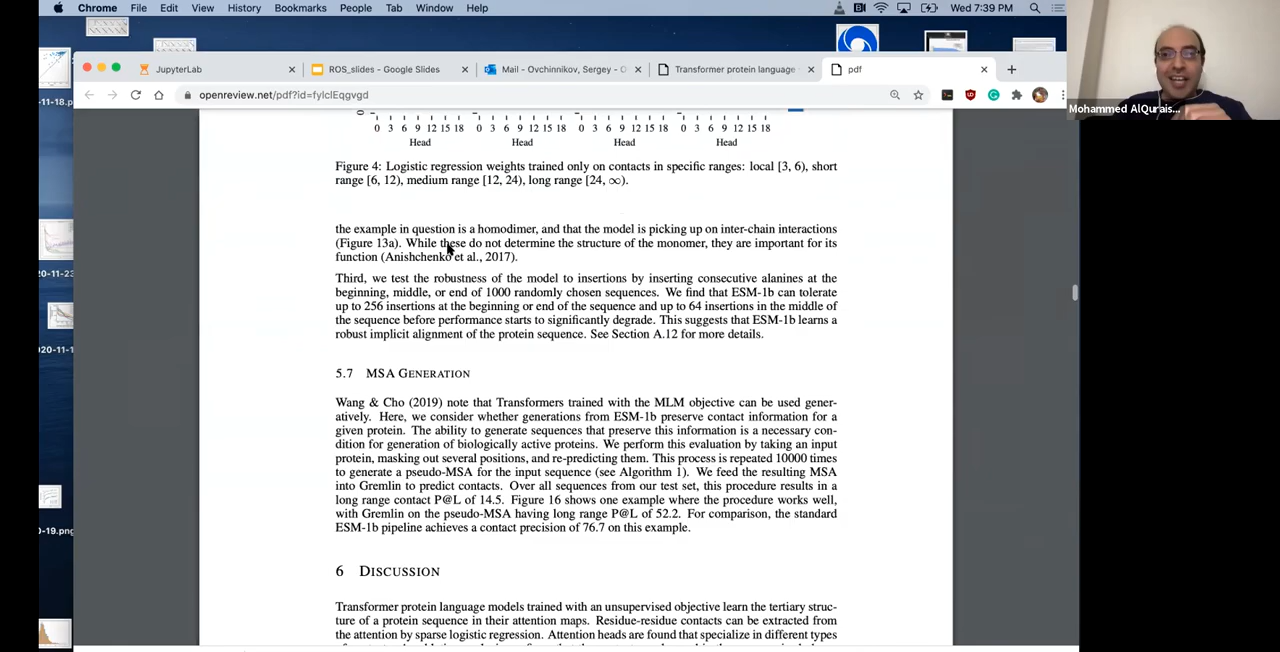 Chrome File Edit View History Bookmarks People Tab Window Help
Wed 7:39 PM
JupyterLab
ROS_slides - Google Slides
Mail - Ovchinnikov, Sergey - O
Transformer protein language
pdf
openreview.net/pdf?id=fylclEqgvgd
Mohammed AlQurais...
-11-18.p
020-11-23
020-11-1
0-19.png
0 3 6 9 12 15 18 0 3 6 9 12 15 18 0 3 6 9 12 15 18 0 3 6 9 12 15 18
Head Head Head Head
Figure 4: Logistic regression weights trained only on contacts in specific ranges: local [3, 6), short
range [6, 12), medium range [12, 24), long range [24, ∞).
the example in question is a homodimer, and that the model is picking up on inter-chain interactions
(Figure 13a). While these do not determine the structure of the monomer, they are important for its
function (Anishchenko et al., 2017).
Third, we test the robustness of the model to insertions by inserting consecutive alanines at the
beginning, middle, or end of 1000 randomly chosen sequences. We find that ESM-1b can tolerate
up to 256 insertions at the beginning or end of the sequence and up to 64 insertions in the middle of
the sequence before performance starts to significantly degrade. This suggests that ESM-1b learns a
robust implicit alignment of the protein sequence. See Section A.12 for more details.
5.7 MSA GENERATION
Wang & Cho (2019) note that Transformers trained with the MLM objective can be used gener-
atively. Here, we consider whether generations from ESM-1b preserve contact information for a
given protein. The ability to generate sequences that preserve this information is a necessary con-
dition for generation of biologically active proteins. We perform this evaluation by taking an input
protein, masking out several positions, and re-predicting them. This process is repeated 10000 times
to generate a pseudo-MSA for the input sequence (see Algorithm 1). We feed the resulting MSA
into Gremlin to predict contacts. Over all sequences from our test set, this procedure results in a
long range contact P@L of 14.5. Figure 16 shows one example where the procedure works well,
with Gremlin on the pseudo-MSA having long range P@L of 52.2. For comparison, the standard
ESM-1b pipeline achieves a contact precision of 76.7 on this example.
6 DISCUSSION
Transformer protein language models trained with an unsupervised objective learn the tertiary struc-
ture of a protein sequence in their attention maps. Residue-residue contacts can be extracted from
the attention by sparse logistic regression. Attention heads are found that specialize in different types